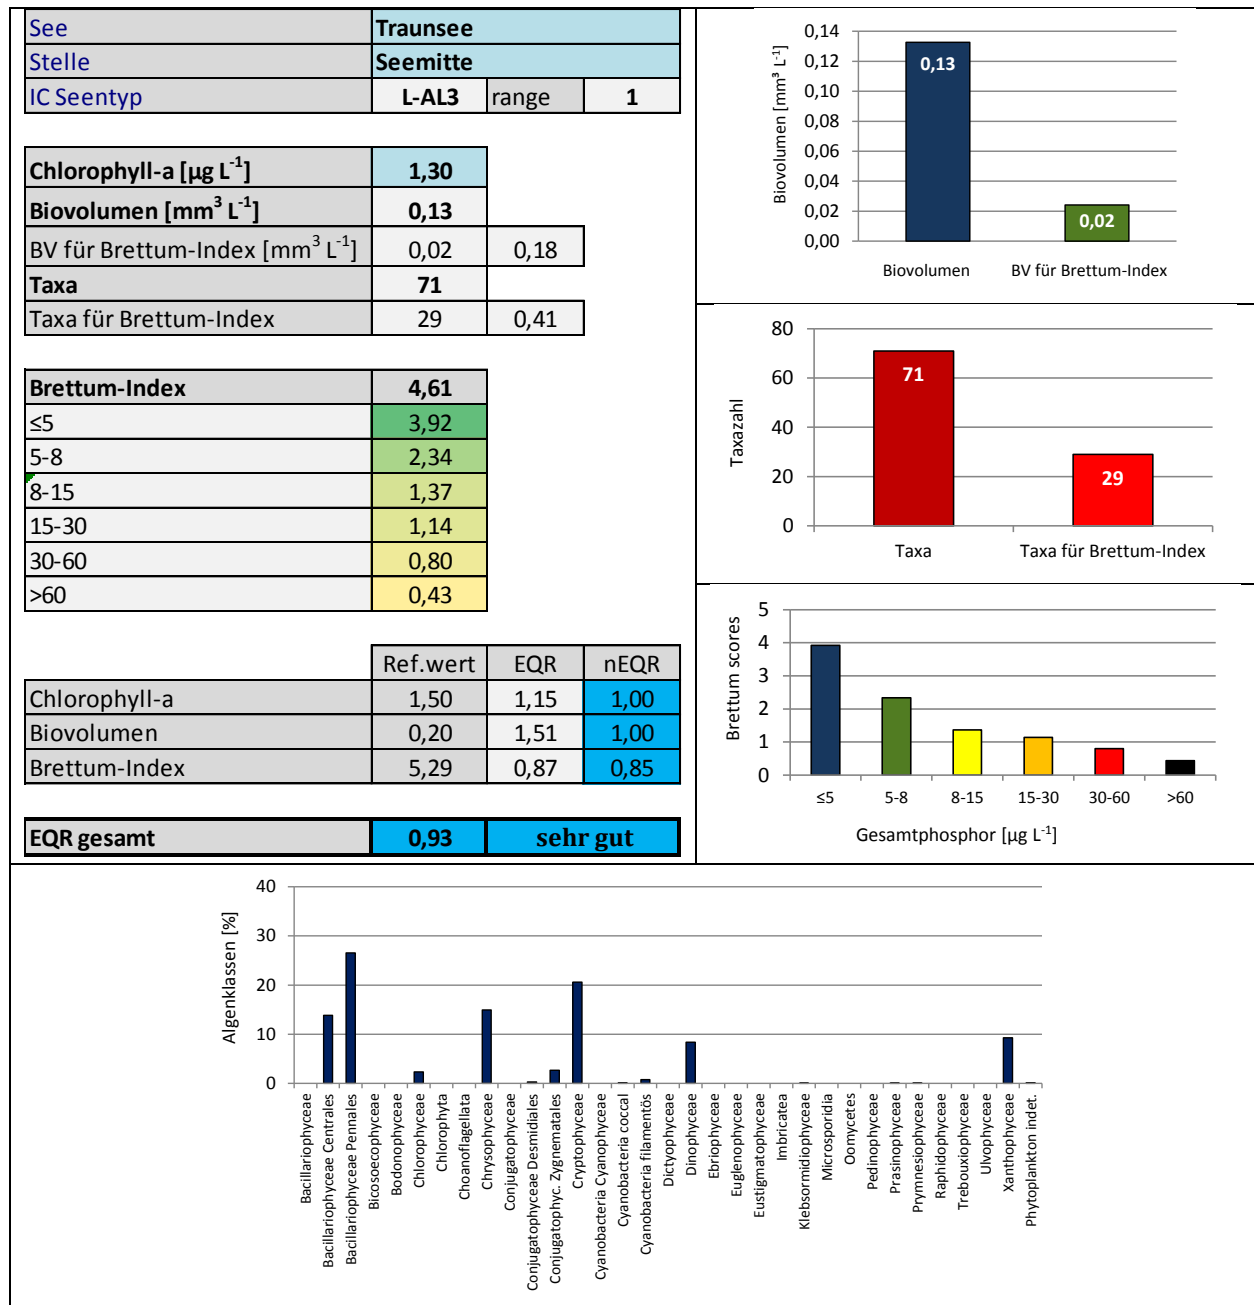 See Traunsee
Stelle Seemitte
IC Seentyp L-AL3 range 1
Chlorophyll-a [µg L⁻¹] 1,30
Biovolumen [mm³ L⁻¹] 0,13
BV für Brettum-Index [mm³ L⁻¹] 0,02 0,18
Taxa 71
Taxa für Brettum-Index 29 0,41
Brettum-Index 4,61
≤5 3,92
5-8 2,34
8-15 1,37
15-30 1,14
30-60 0,80
>60 0,43
Ref.wert EQR nEQR
Chlorophyll-a 1,50 1,15 1,00
Biovolumen 0,20 1,51 1,00
Brettum-Index 5,29 0,87 0,85
EQR gesamt 0,93 sehr gut
Biovolumen [mm³ L⁻¹]
0,14
0,12
0,10
0,08
0,06
0,04
0,02
0,00
0,13
0,02
Biovolumen BV für Brettum-Index
Taxazahl
80
60
40
20
0
71
29
Taxa Taxa für Brettum-Index
Brettum scores
5
4
3
2
1
0
≤5 5-8 8-15 15-30 30-60 >60
Gesamtphosphor [µg L⁻¹]
Algenklassen [%]
40
30
20
10
0
Bacillariophyceae
Bacillariophyceae Centrales
Bacillariophyceae Pennales
Bicosoecophyceae
Bodonophyceae
Chlorophyceae
Chlorophyta
Choanoflagellata
Chrysophyceae
Conjugatophyceae
Conjugatophyceae Desmidiales
Conjugatophyc. Zygnematales
Cryptophyceae
Cyanobacteria Cyanophyceae
Cyanobacteria coccal
Cyanobacteria filamentös
Dictyophyceae
Dinophyceae
Ebriophyceae
Euglenophyceae
Eustigmatophyceae
Imbricatea
Klebsormidiophyceae
Microsporidia
Oomycetes
Pedinophyceae
Prasinophyceae
Prymnesiophyceae
Raphidophyceae
Trebouxiophyceae
Ulvophyceae
Xanthophyceae
Phytoplankton indet.